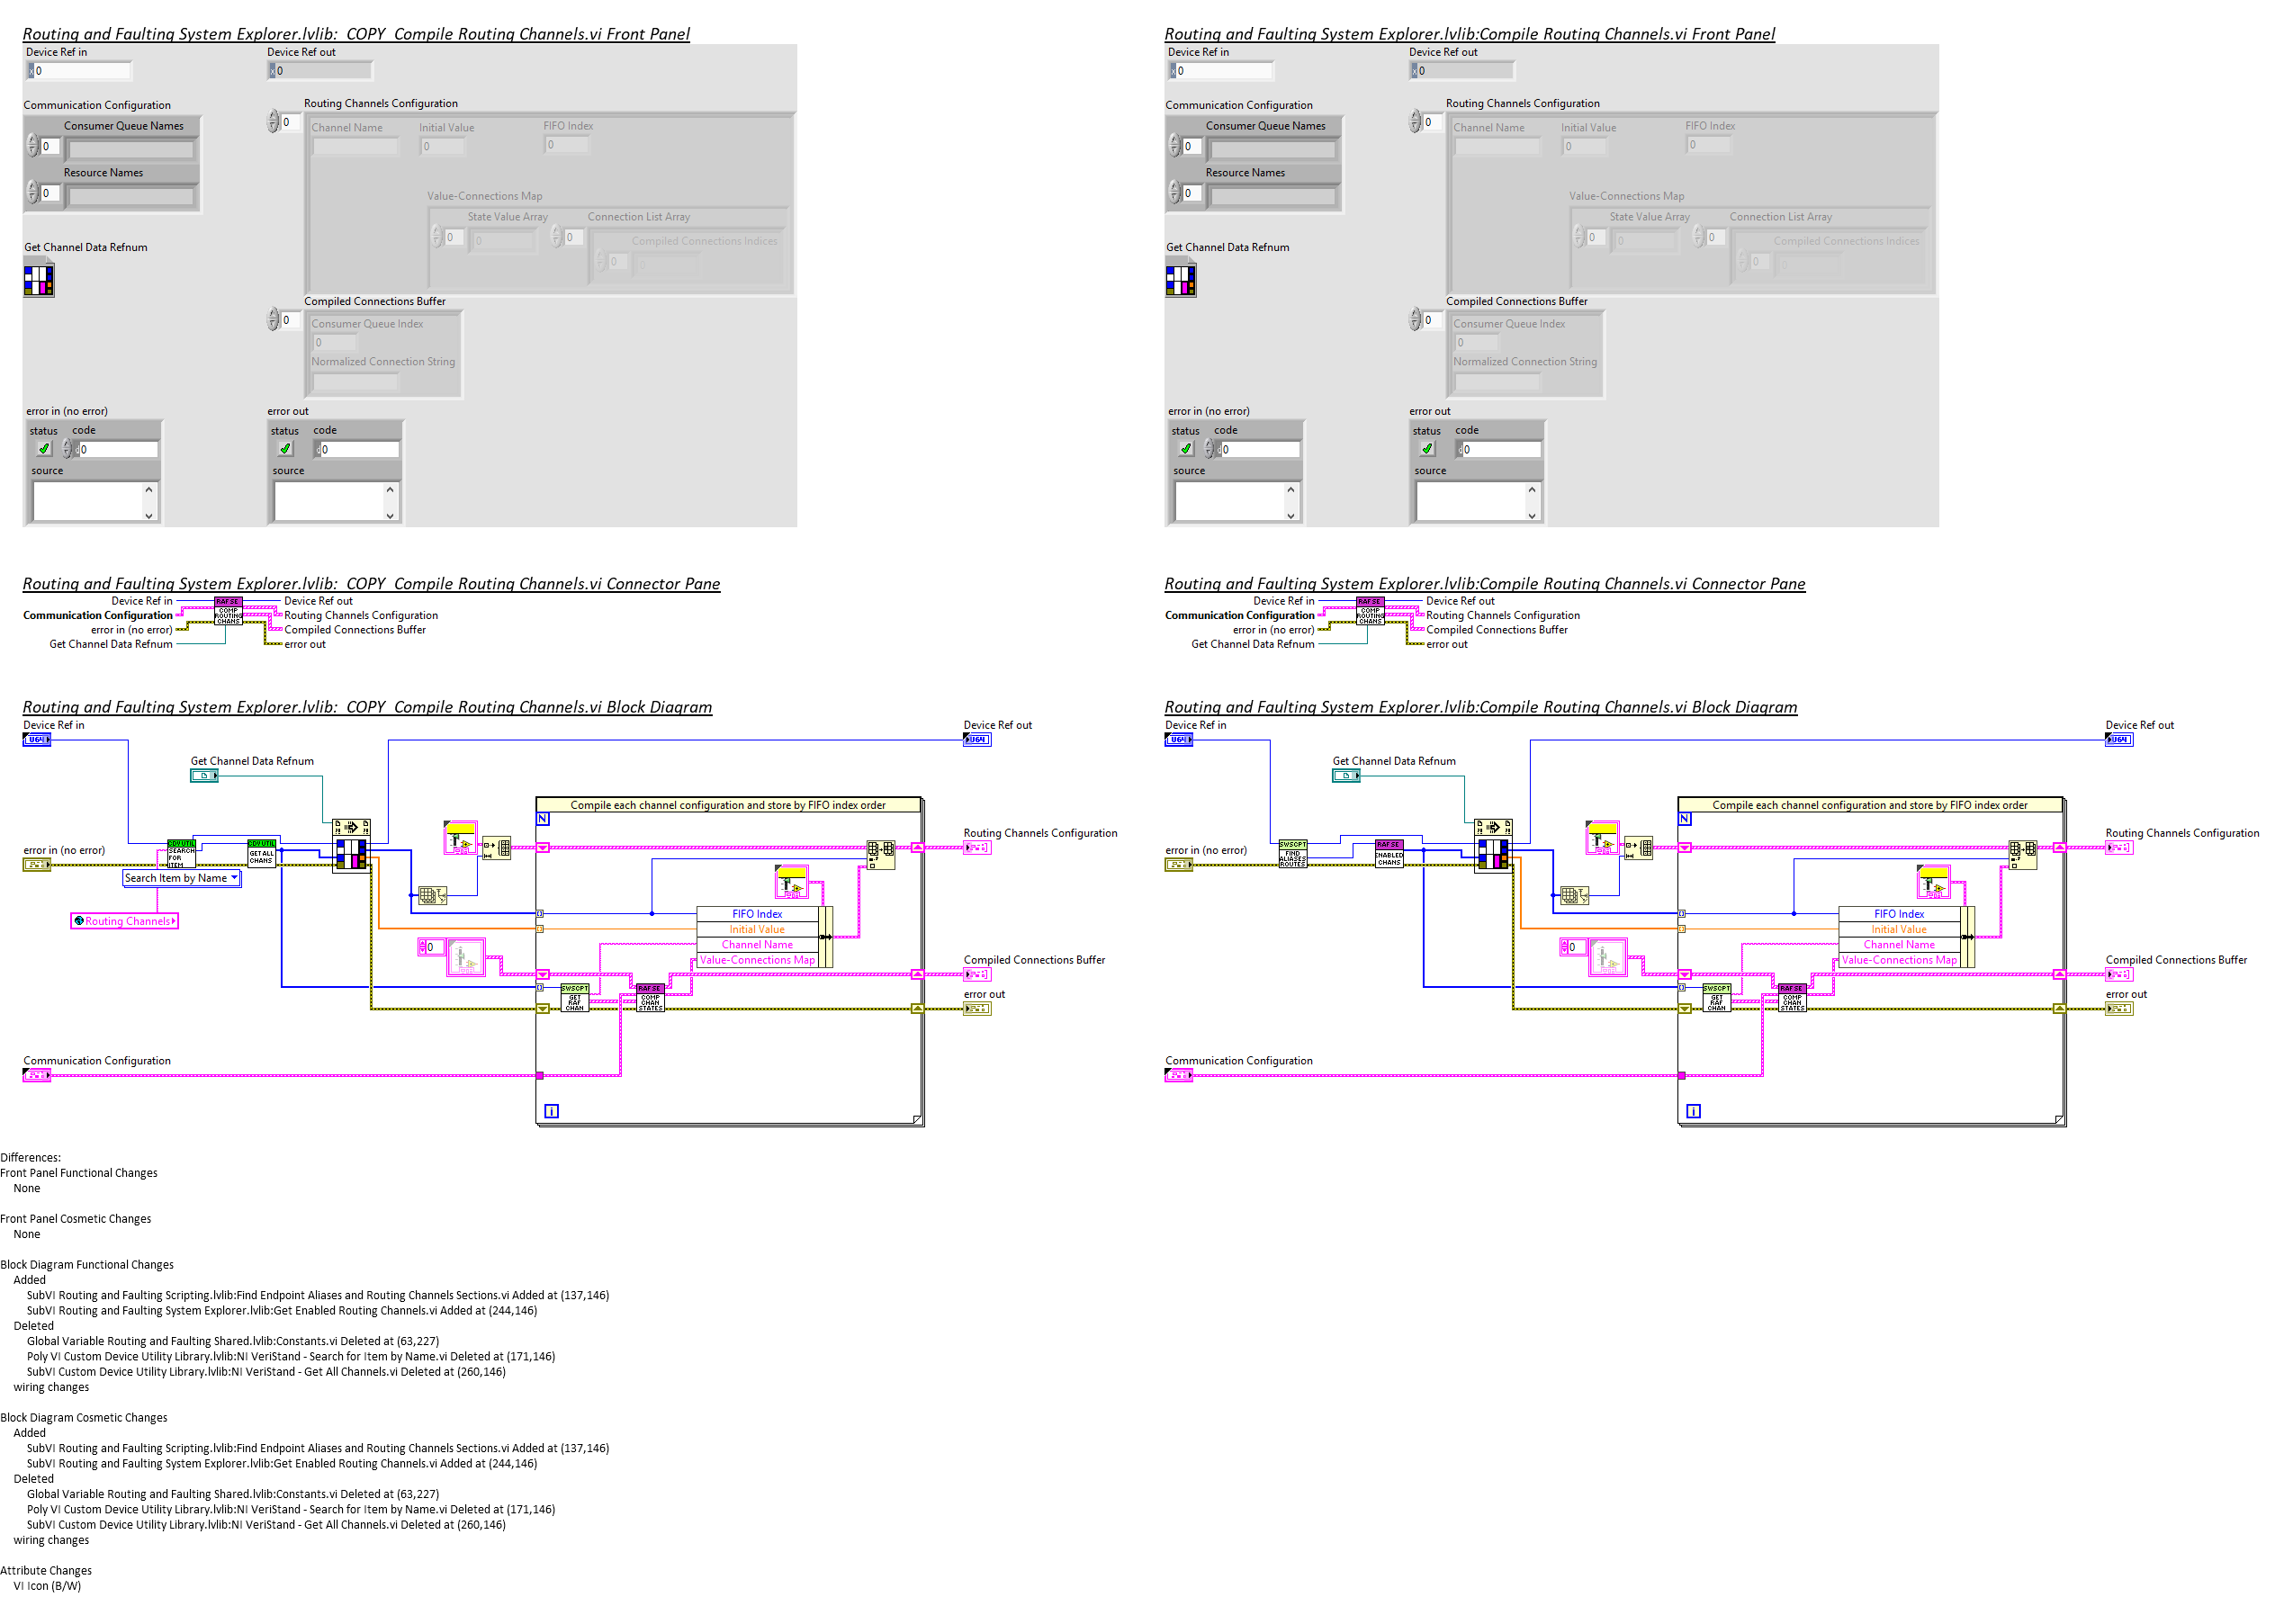 Routing and Faulting System Explorer.lvlib:_COPY_Compile Routing Channels.vi Front Panel
Device Ref in
Device Ref out
0
0
Communication Configuration
Routing Channels Configuration
Consumer Queue Names
0
0
Channel Name
Initial Value
FIFO Index
0
0
Resource Names
0
Value-Connections Map
State Value Array
Connection List Array
0
0
0
Compiled Connections Indices
0
0
Get Channel Data Refnum
Compiled Connections Buffer
0
Consumer Queue Index
0
Normalized Connection String
error in (no error)
error out
status code
status code
0
0
source
source
Routing and Faulting System Explorer.lvlib:Compile Routing Channels.vi Front Panel
Device Ref in
Device Ref out
0
0
Communication Configuration
Routing Channels Configuration
Consumer Queue Names
0
0
Channel Name
Initial Value
FIFO Index
0
0
Resource Names
0
Value-Connections Map
State Value Array
Connection List Array
0
0
0
Compiled Connections Indices
0
0
Get Channel Data Refnum
Compiled Connections Buffer
0
Consumer Queue Index
0
Normalized Connection String
error in (no error)
error out
status code
status code
0
0
source
source
Routing and Faulting System Explorer.lvlib:_COPY_Compile Routing Channels.vi Connector Pane
Device Ref in
Communication Configuration
error in (no error)
Get Channel Data Refnum
RAF SE
COMP
ROUTING
CHANS
Device Ref out
Routing Channels Configuration
Compiled Connections Buffer
error out
Routing and Faulting System Explorer.lvlib:Compile Routing Channels.vi Connector Pane
Device Ref in
Communication Configuration
error in (no error)
Get Channel Data Refnum
RAF SE
COMP
ROUTING
CHANS
Device Ref out
Routing Channels Configuration
Compiled Connections Buffer
error out
Routing and Faulting System Explorer.lvlib:_COPY_Compile Routing Channels.vi Block Diagram
Device Ref in
U64
Device Ref out
U64
Get Channel Data Refnum
Compile each channel configuration and store by FIFO index order
N
error in (no error)
CDV UTIL
SEARCH
FOR
ITEM
CDV UTIL
GET ALL
CHANS
Search Item by Name
Routing Channels
Routing Channels Configuration
FIFO Index
Initial Value
Channel Name
Value-Connections Map
0
Compiled Connections Buffer
SWSCPT
GET
RAF
CHAN
RAF SE
COMP
CHAN
STATES
error out
Communication Configuration
i
Routing and Faulting System Explorer.lvlib:Compile Routing Channels.vi Block Diagram
Device Ref in
U64
Device Ref out
U64
Get Channel Data Refnum
Compile each channel configuration and store by FIFO index order
N
error in (no error)
SWSCPT
FIND
ALIASES
ROUTES
RAF SE
ENABLED
CHANS
Routing Channels Configuration
FIFO Index
Initial Value
Channel Name
Value-Connections Map
0
Compiled Connections Buffer
SWSCPT
GET
RAF
CHAN
RAF SE
COMP
CHAN
STATES
error out
Communication Configuration
i
Differences:
Front Panel Functional Changes
None
Front Panel Cosmetic Changes
None
Block Diagram Functional Changes
Added
SubVI Routing and Faulting Scripting.lvlib:Find Endpoint Aliases and Routing Channels Sections.vi Added at (137,146)
SubVI Routing and Faulting System Explorer.lvlib:Get Enabled Routing Channels.vi Added at (244,146)
Deleted
Global Variable Routing and Faulting Shared.lvlib:Constants.vi Deleted at (63,227)
Poly VI Custom Device Utility Library.lvlib:NI VeriStand - Search for Item by Name.vi Deleted at (171,146)
SubVI Custom Device Utility Library.lvlib:NI VeriStand - Get All Channels.vi Deleted at (260,146)
wiring changes
Block Diagram Cosmetic Changes
Added
SubVI Routing and Faulting Scripting.lvlib:Find Endpoint Aliases and Routing Channels Sections.vi Added at (137,146)
SubVI Routing and Faulting System Explorer.lvlib:Get Enabled Routing Channels.vi Added at (244,146)
Deleted
Global Variable Routing and Faulting Shared.lvlib:Constants.vi Deleted at (63,227)
Poly VI Custom Device Utility Library.lvlib:NI VeriStand - Search for Item by Name.vi Deleted at (171,146)
SubVI Custom Device Utility Library.lvlib:NI VeriStand - Get All Channels.vi Deleted at (260,146)
wiring changes
Attribute Changes
VI Icon (B/W)